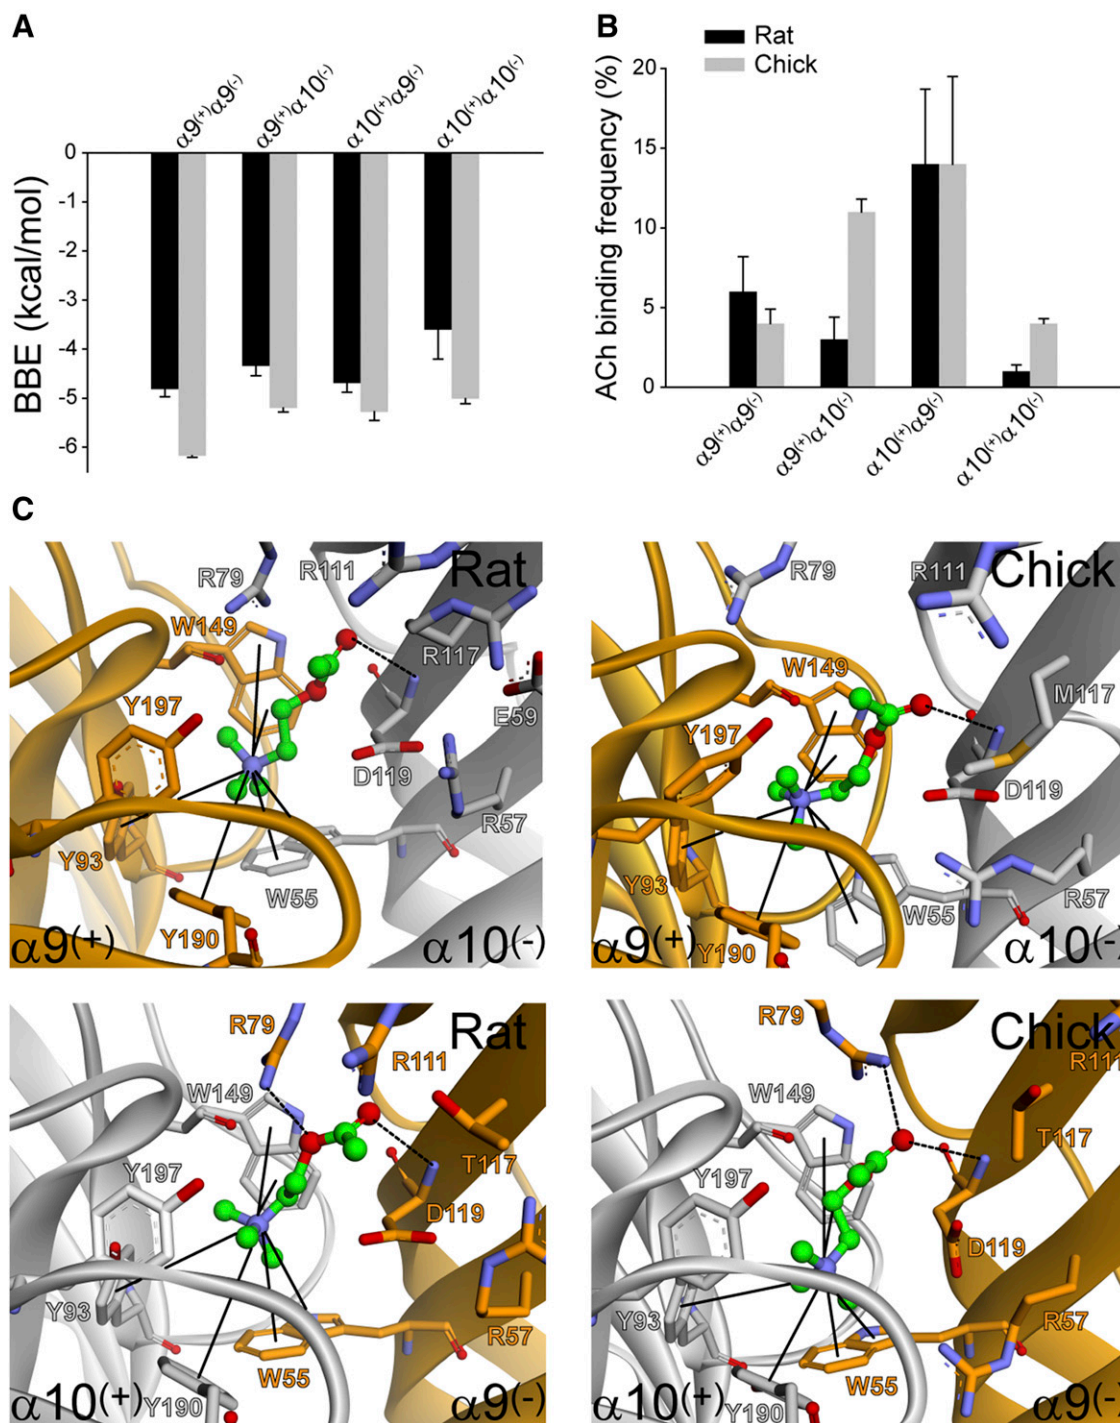 A
α9(+)α9(-)
α9(+)α10(-)
α10(+)α9(-)
α10(+)α10(-)
0
-1
-2
-3
-4
-5
-6
BBE (kcal/mol)
B
Rat
Chick
20
15
10
5
0
ACh binding frequency (%)
α9(+)α9(-)
α9(+)α10(-)
α10(+)α9(-)
α10(+)α10(-)
C
Rat
R79
R111
W149
R117
Y197
E59
D119
R57
Y93
W55
Y190
α9(+)
α10(-)
Chick
R79
R111
W149
M117
Y197
D119
Y93
R57
W55
Y190
α9(+)
α10(-)
Rat
R79
R111
W149
T117
Y197
D119
Y93
R57
W55
Y190
α10(+)
α9(-)
Chick
R79
R111
W149
T117
Y197
D119
Y93
R57
W55
Y190
α10(+)
α9(-)